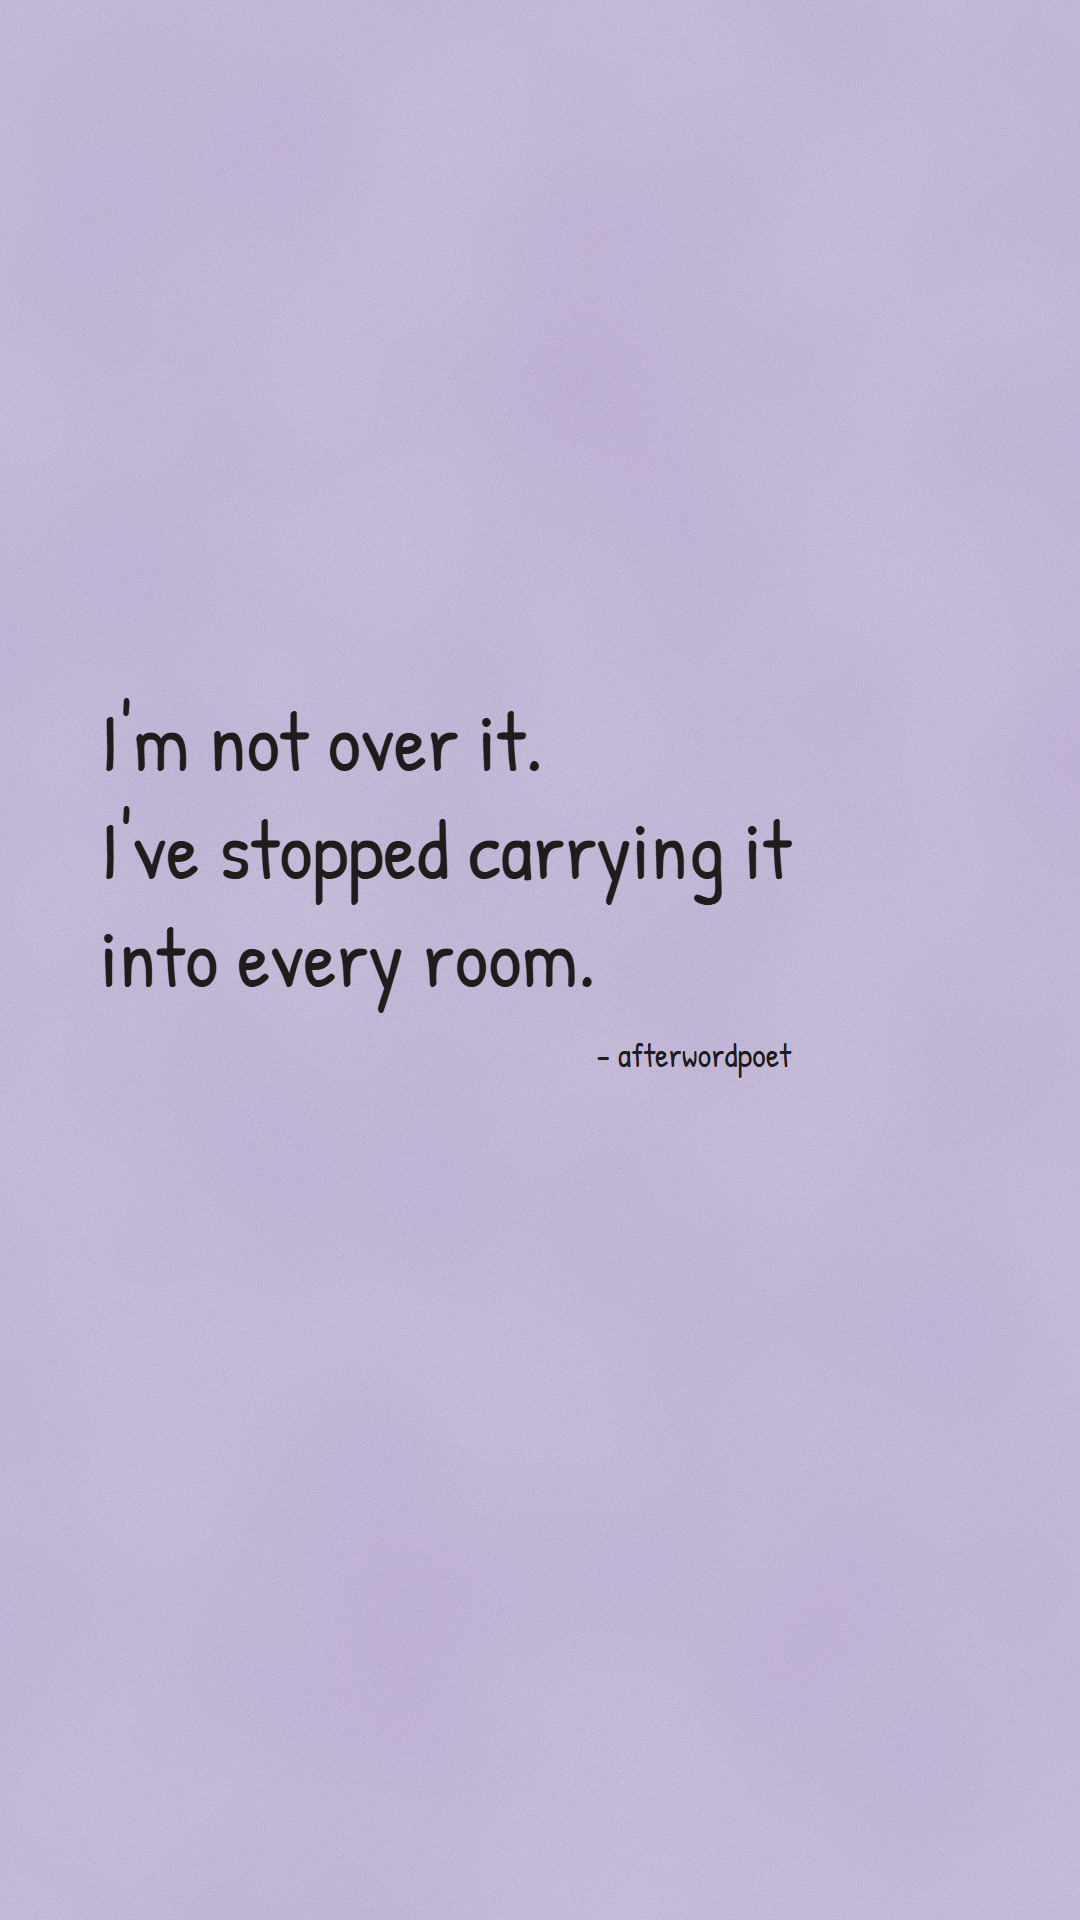 I'm not over it.
I've stopped carrying it
into every room.
- afterwordpoet